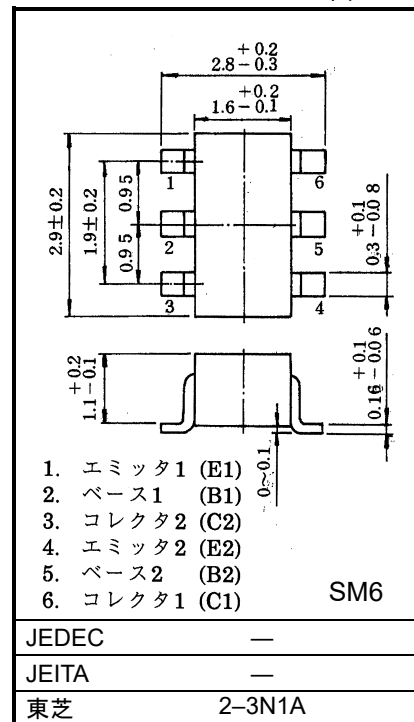 +0.2
2.8-0.3
+0.2
1.6-0.1
1
2
3
6
5
4
2.9±0.2
1.9±0.2
0.95
0.95
+0.1
0.3-0.08
+0.2
1.1-0.1
+0.1
0.16-0.06
0~0.1
1. エミッタ1 (E1)
2. ベース1 (B1)
3. コレクタ2 (C2)
4. エミッタ2 (E2)
5. ベース2 (B2)
6. コレクタ1 (C1)
SM6
JEDEC —
JEITA —
東芝 2–3N1A